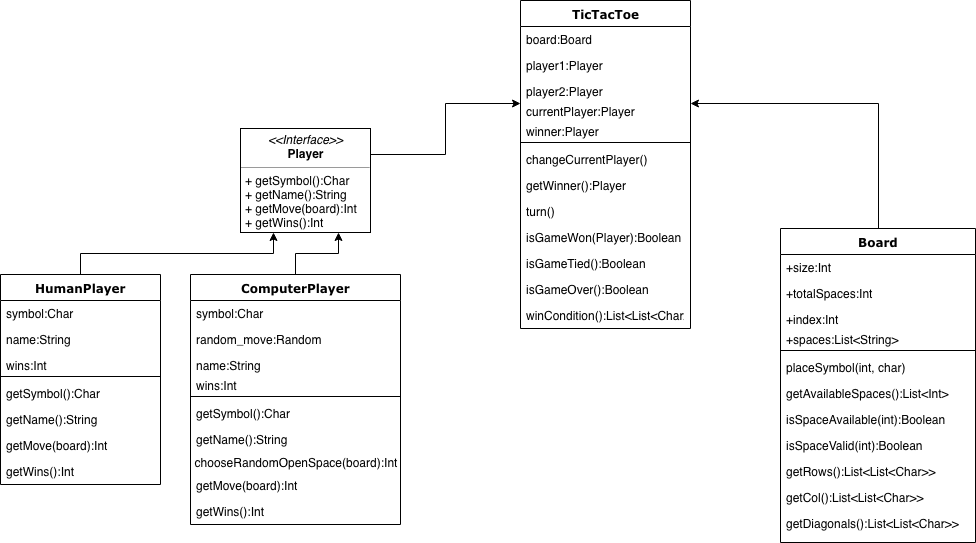 TicTacToe
board:Board
player1:Player
player2:Player
currentPlayer:Player
winner:Player
changeCurrentPlayer()
getWinner():Player
turn()
isGameWon(Player):Boolean
isGameTied():Boolean
isGameOver():Boolean
winCondition():List<List<Char
<<Interface>>
Player
+ getSymbol():Char
+ getName():String
+ getMove(board):Int
+ getWins():Int
HumanPlayer
symbol:Char
name:String
wins:Int
getSymbol():Char
getName():String
getMove(board):Int
getWins():Int
ComputerPlayer
symbol:Char
random_move:Random
name:String
wins:Int
getSymbol():Char
getName():String
chooseRandomOpenSpace(board):Int
getMove(board):Int
getWins():Int
Board
+size:Int
+totalSpaces:Int
+index:Int
+spaces:List<String>
placeSymbol(int, char)
getAvailableSpaces():List<Int>
isSpaceAvailable(int):Boolean
isSpaceValid(int):Boolean
getRows():List<List<Char>>
getCol():List<List<Char>>
getDiagonals():List<List<Char>>